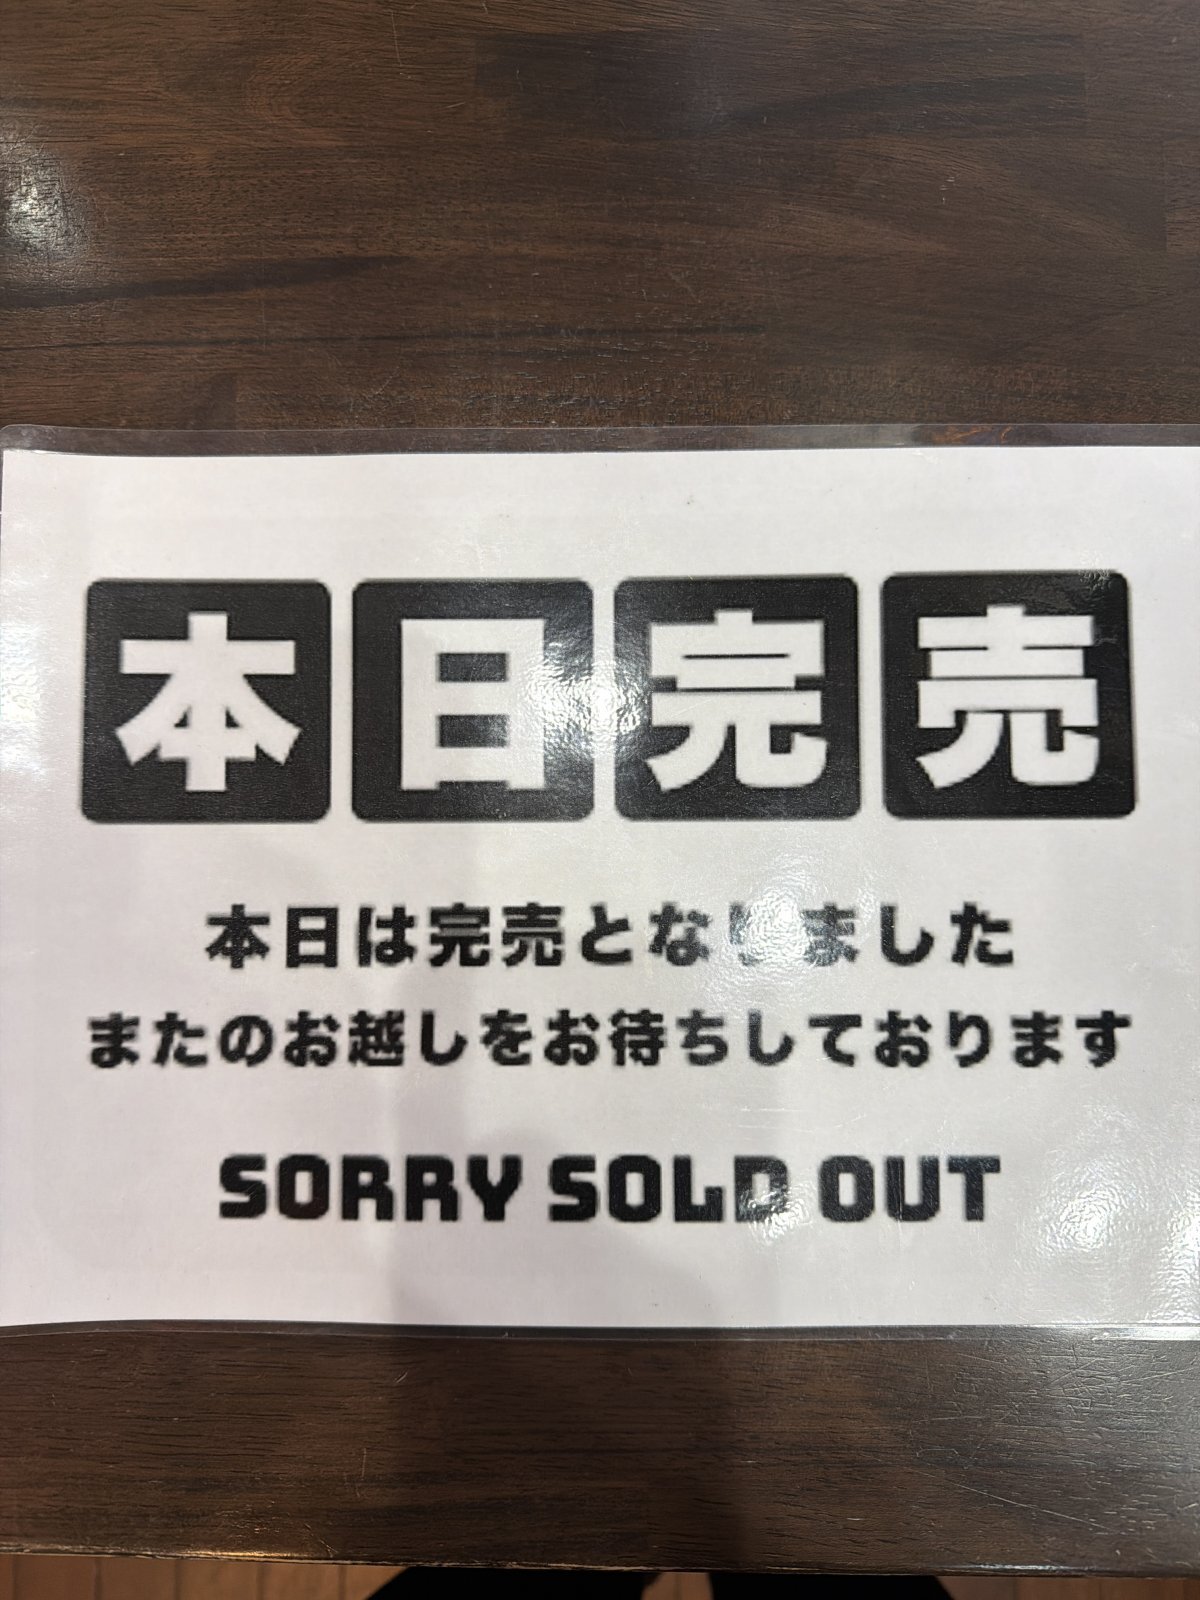 本日完売
本日は完売となりました
またのお越しをお待ちしております
SORRY SOLD OUT